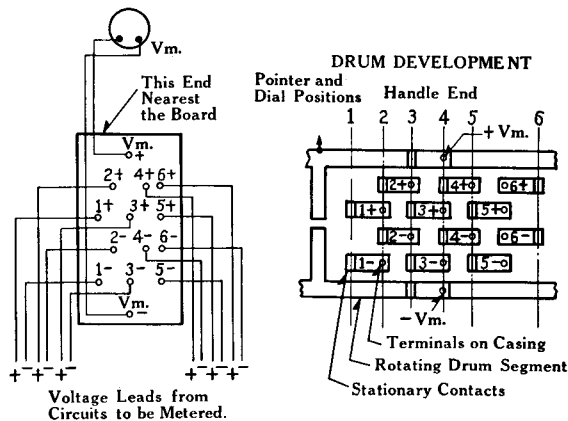 Vm.
This End
Nearest
the Board
Vm.
+
2+ 4+ 6+
1+ 3+ 5+
2- 4- 6-
1- 3- 5-
Vm.
-
+ - + - + - + -
Voltage Leads from
Circuits to be Metered.
DRUM DEVELOPMENT
Pointer and
Dial Positions
Handle End
1 2 3 4 5 6
+ Vm.
2+ 4+ 6+
1+ 3+ 5+
2- 4- 6-
1- 3- 5-
- Vm.
Terminals on Casing
Rotating Drum Segment
Stationary Contacts